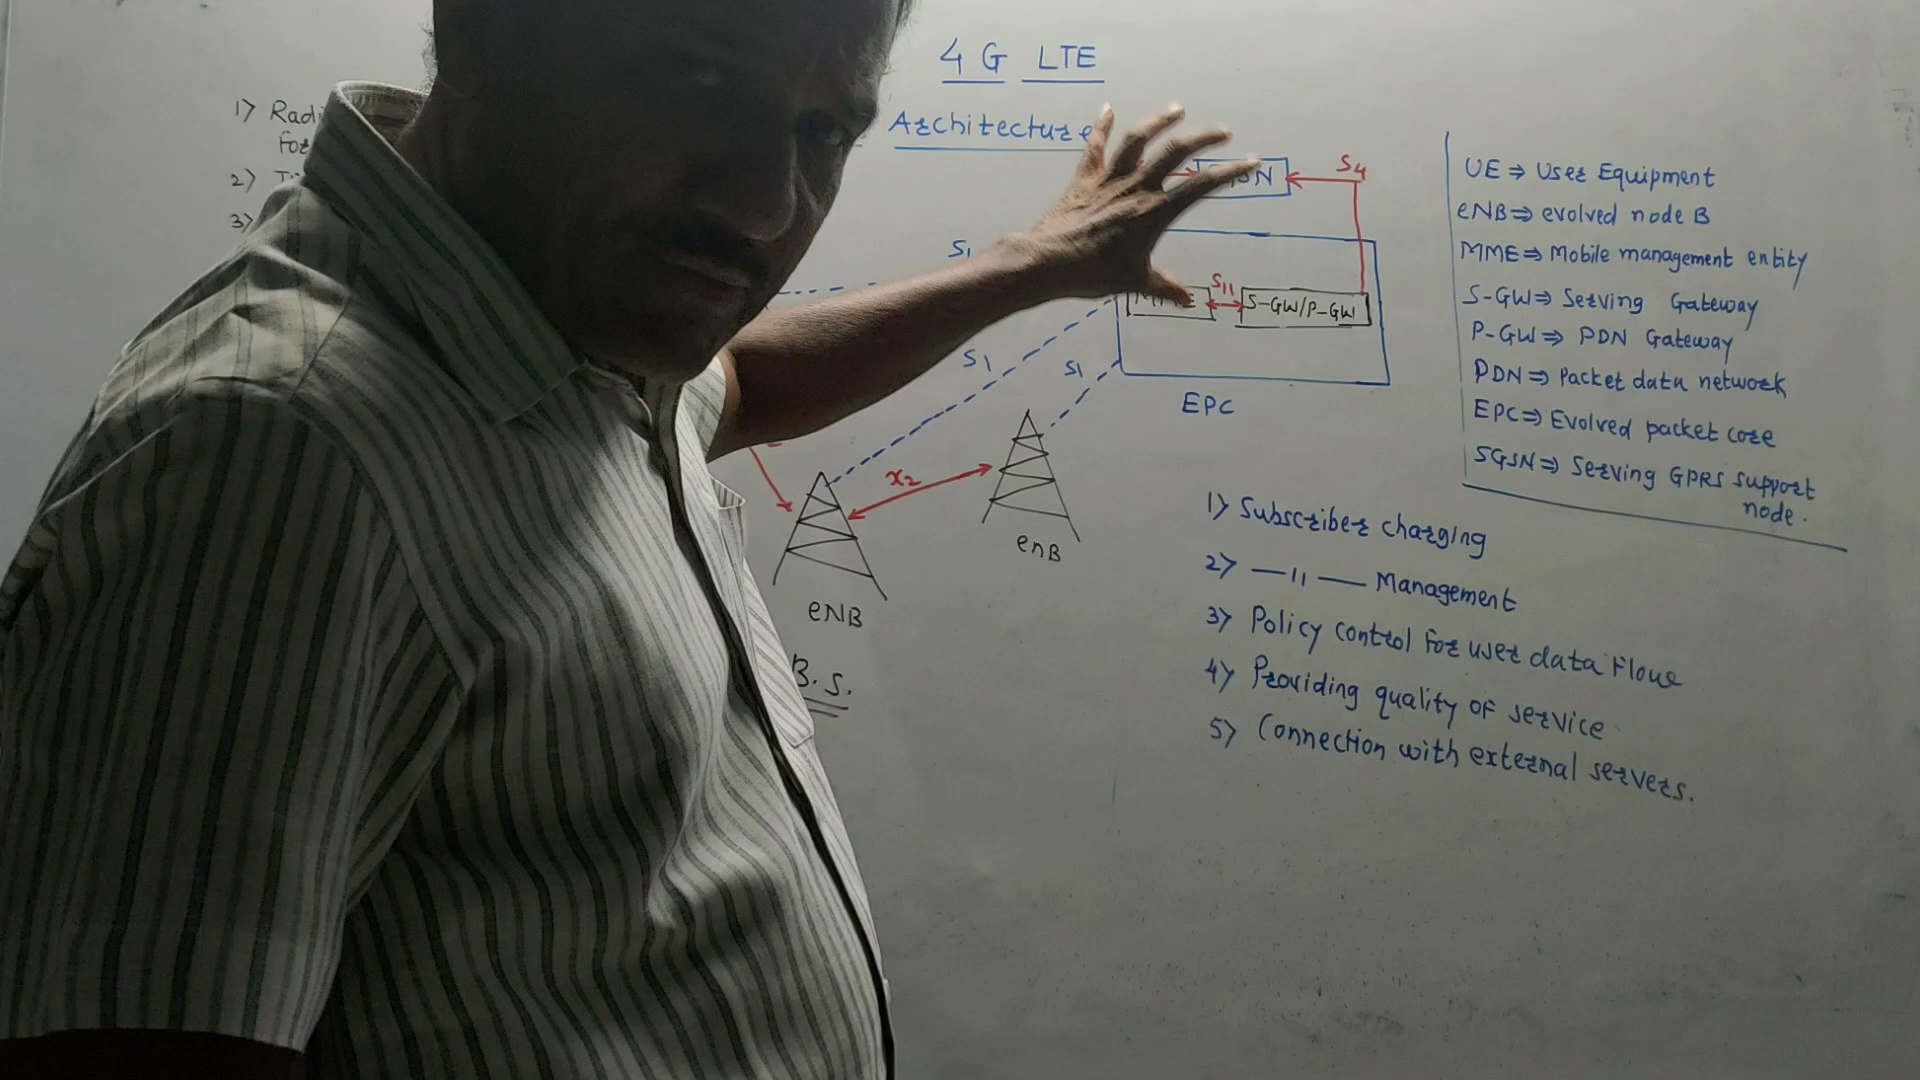 4G LTE
Architecture
1)
2)
3)
S4
S1
S11
S-GW/P-GW
S1
S1
EPC
x2
eNB
enB
B.S.
UE ⇒ User Equipment
eNB ⇒ evolved node B
MME ⇒ Mobile management entity
S-GW ⇒ Serving Gateway
P-GW ⇒ PDN Gateway
PDN ⇒ Packet data network
EPC ⇒ Evolved packet core
SGSN ⇒ Serving GPRS support
node.
1) Subscriber charging
2) —11— Management
3) Policy control for user data flow
4) Providing quality of service
5) Connection with external servers.